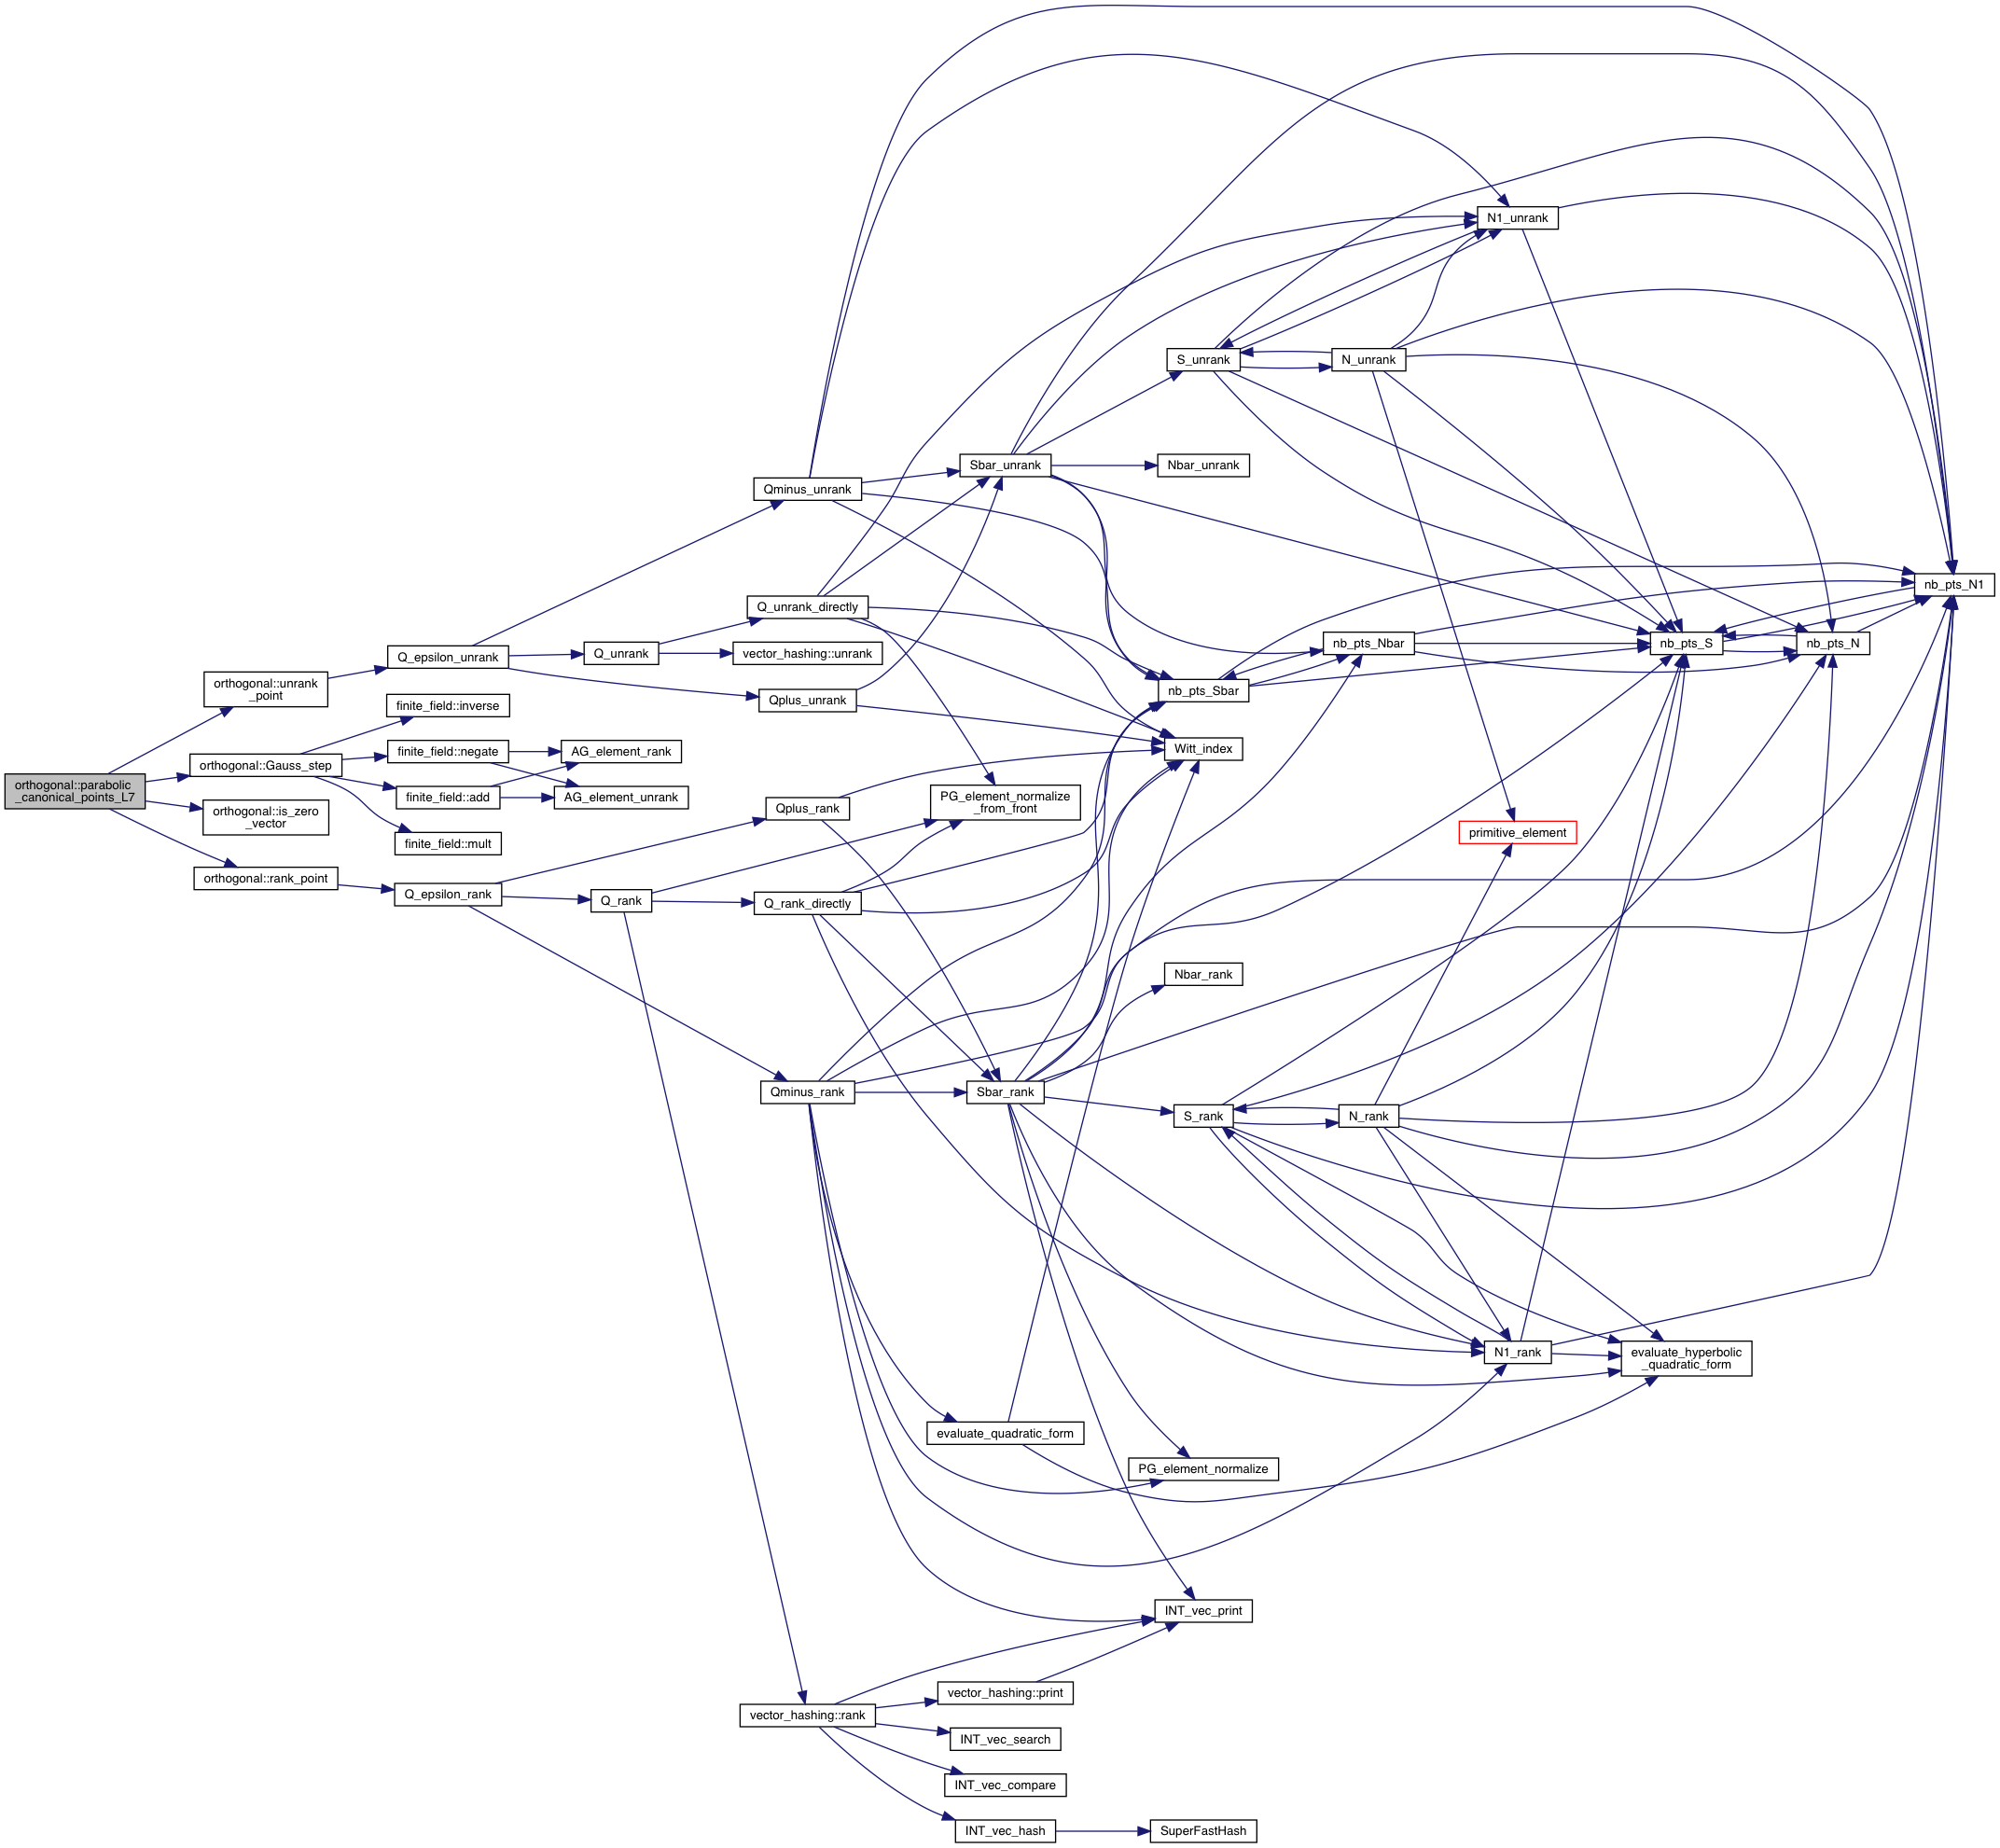 orthogonal::parabolic
_canonical_points_L7
orthogonal::unrank
_point
orthogonal::Gauss_step
orthogonal::is_zero
_vector
orthogonal::rank_point
Q_epsilon_unrank
finite_field::inverse
finite_field::negate
finite_field::add
finite_field::mult
Q_epsilon_rank
Q_unrank
AG_element_rank
AG_element_unrank
Q_rank
Qminus_unrank
Q_unrank_directly
vector_hashing::unrank
Qplus_unrank
Qplus_rank
Q_rank_directly
Qminus_rank
vector_hashing::rank
Sbar_unrank
PG_element_normalize
_from_front
Sbar_rank
evaluate_quadratic_form
vector_hashing::print
INT_vec_search
INT_vec_compare
INT_vec_hash
S_unrank
Nbar_unrank
nb_pts_Sbar
Witt_index
Nbar_rank
S_rank
PG_element_normalize
INT_vec_print
SuperFastHash
N_unrank
nb_pts_Nbar
N_rank
N1_unrank
primitive_element
N1_rank
nb_pts_S
evaluate_hyperbolic
_quadratic_form
nb_pts_N
nb_pts_N1